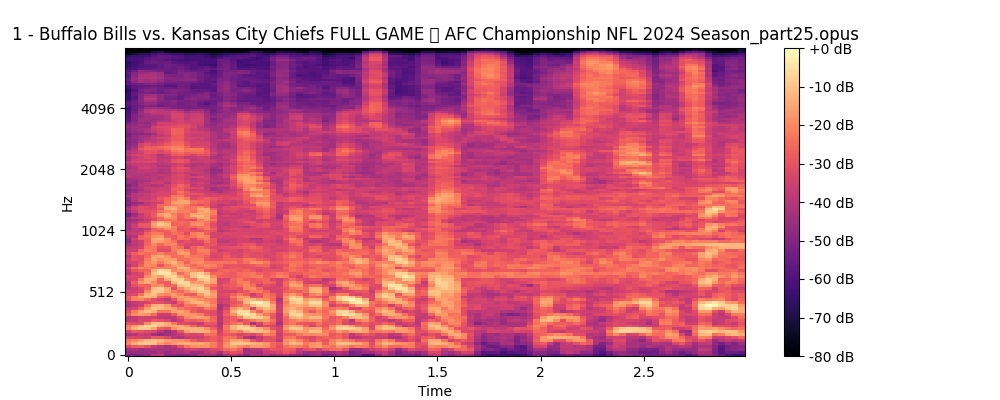 1 - Buffalo Bills vs. Kansas City Chiefs FULL GAME ▯ AFC Championship NFL 2024 Season_part25.opus
+0 dB
-10 dB
-20 dB
-30 dB
-40 dB
-50 dB
-60 dB
-70 dB
-80 dB
4096
2048
1024
512
0
Hz
0
0.5
1
1.5
2
2.5
Time